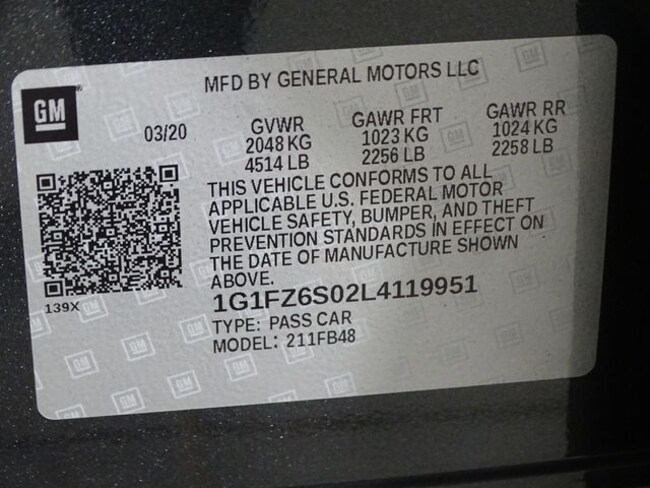 MFD BY GENERAL MOTORS LLC
GM
03/20
GVWR
2048 KG
4514 LB
GAWR FRT
1023 KG
2256 LB
GAWR RR
1024 KG
2258 LB
THIS VEHICLE CONFORMS TO ALL
APPLICABLE U.S. FEDERAL MOTOR
VEHICLE SAFETY, BUMPER, AND THEFT
PREVENTION STANDARDS IN EFFECT ON
THE DATE OF MANUFACTURE SHOWN
ABOVE.
139X
1G1FZ6S02L4119951
TYPE: PASS CAR
MODEL: 211FB48